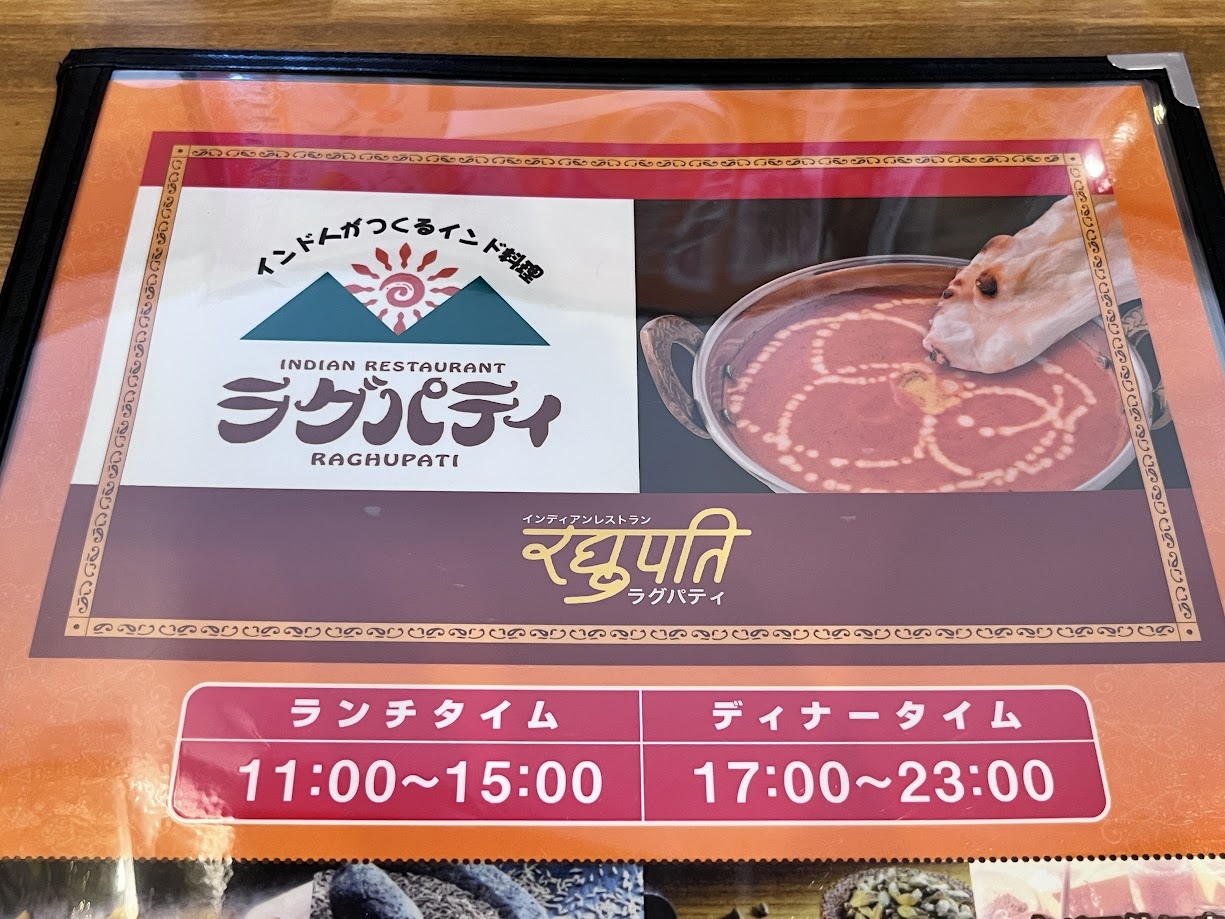 インド人がつくるインド料理
INDIAN RESTAURANT
ラグパティ
RAGHUPATI
インディアンレストラン
रघुपति
ラグパティ
ランチタイム
11:00～15:00
ディナータイム
17:00～23:00